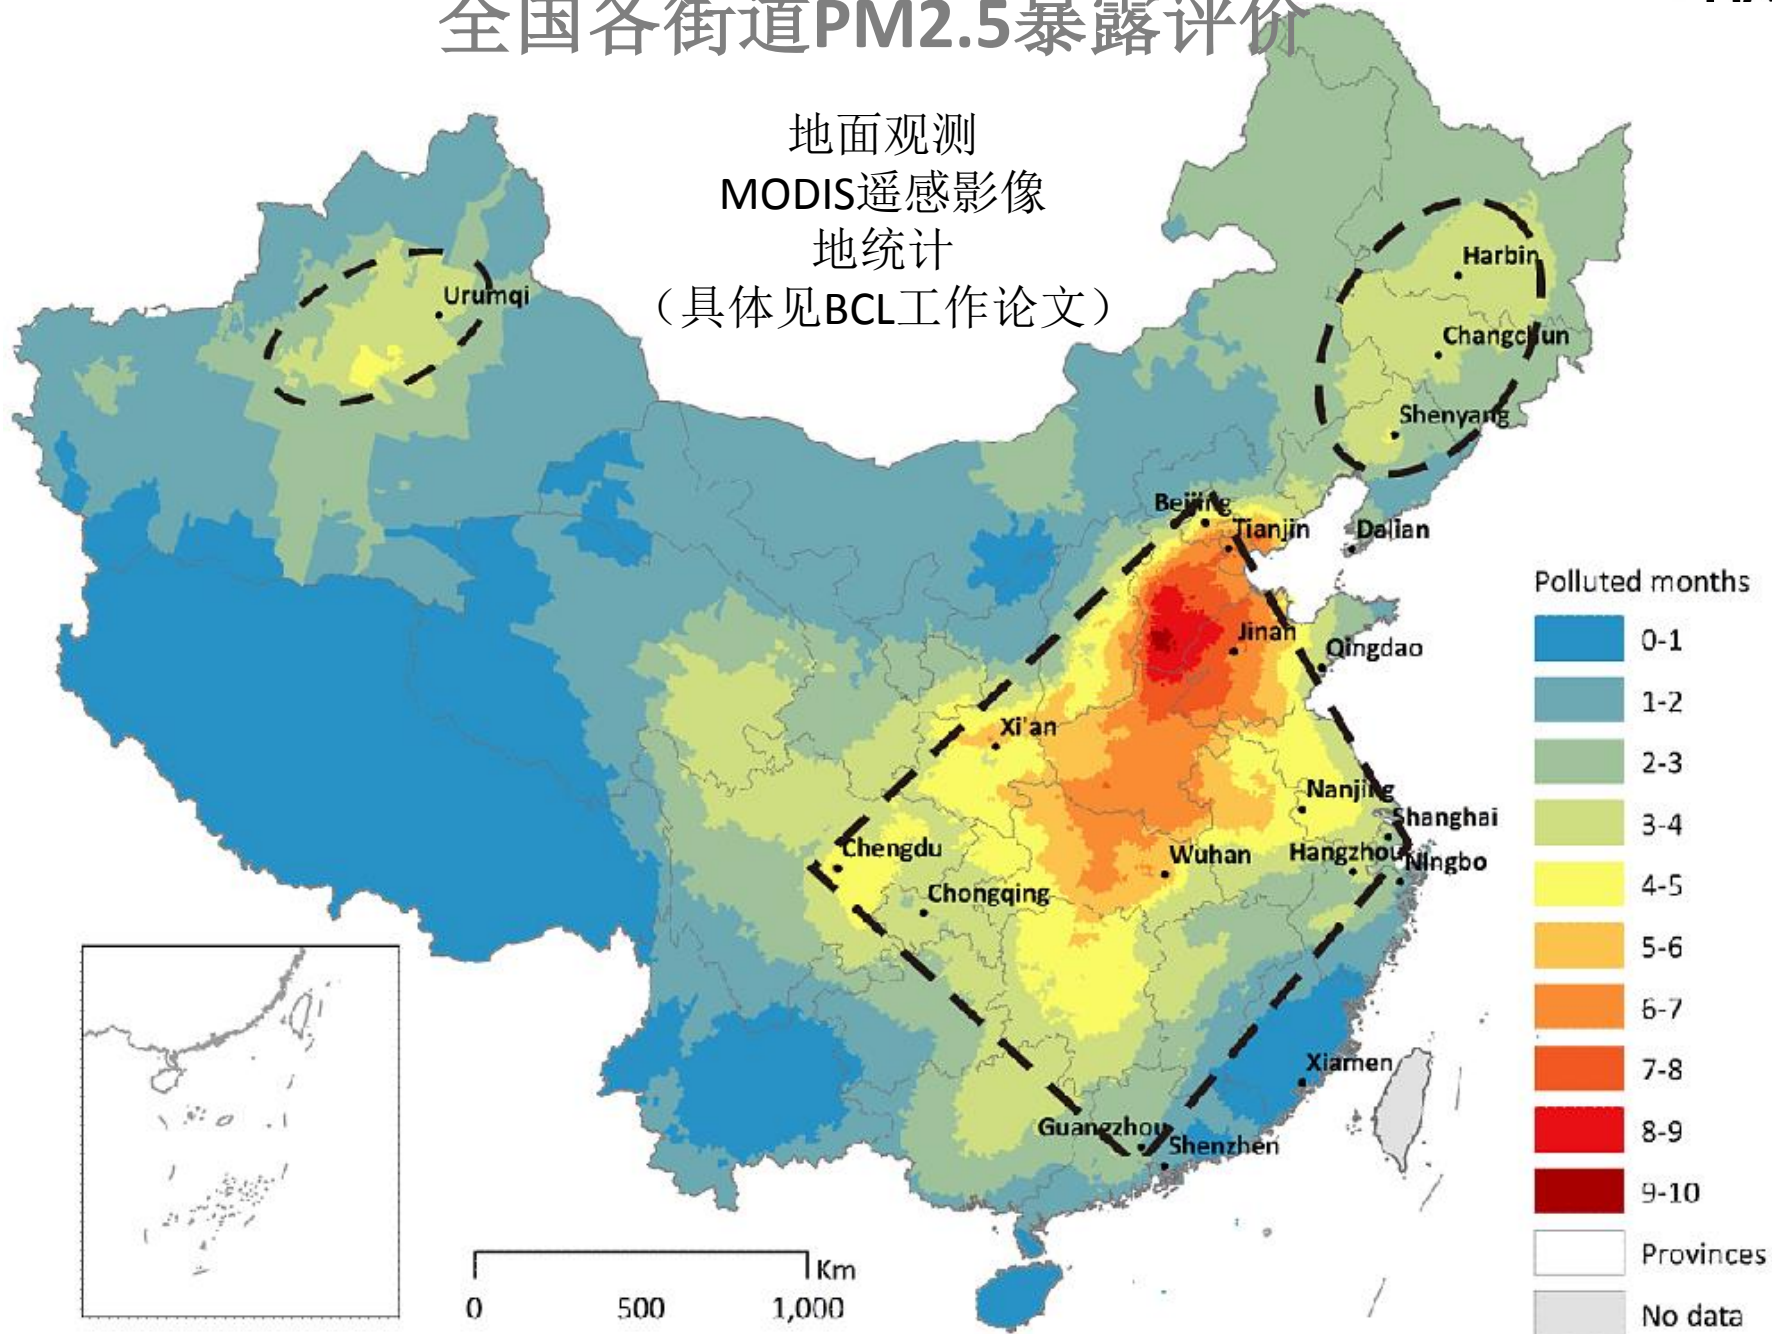 全国各街道PM2.5暴露评价
地面观测
MODIS遥感影像
地统计
（具体见BCL工作论文）
Harbin
Urumqi
Changchun
Shenyang
Beijing
Tianjin
Dalian
Jinan
Qingdao
Xi'an
Nanjing
Shanghai
Chengdu
Wuhan
Hangzhou
Ningbo
Chongqing
Xiamen
Guangzhou
Shenzhen
Polluted months
0-1
1-2
2-3
3-4
4-5
5-6
6-7
7-8
8-9
9-10
Provinces
No data
Km
0 500 1,000